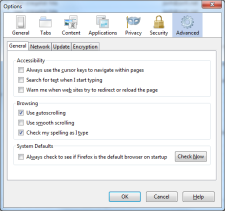 Options
General Tabs Content Applications Privacy Security Advanced
General Network Update Encryption
Accessibility
Always use the cursor keys to navigate within pages
Search for text when I start typing
Warn me when web sites try to redirect or reload the page
Browsing
Use autoscrolling
Use smooth scrolling
Check my spelling as I type
System Defaults
Always check to see if Firefox is the default browser on startup Check Now
OK Cancel Help